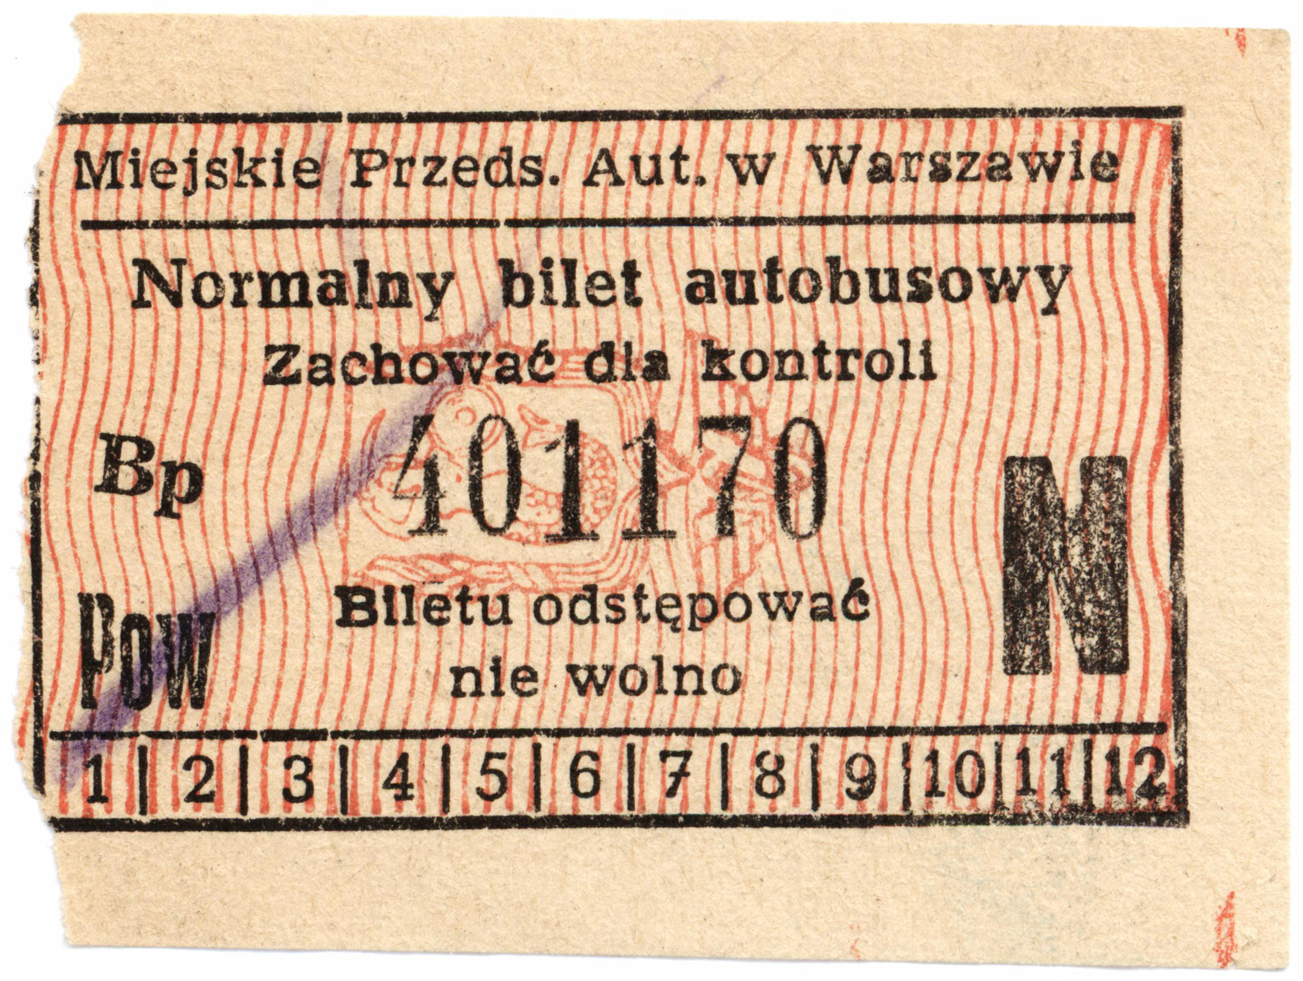 Miejskie Przeds. Aut. w Warszawie
Normalny bilet autobusowy
Zachować dla kontroli
Bp 401170 N
Pow
Biletu odstępować
nie wolno
1 | 2 | 3 | 4 | 5 | 6 | 7 | 8 | 9 | 10 | 11 | 12